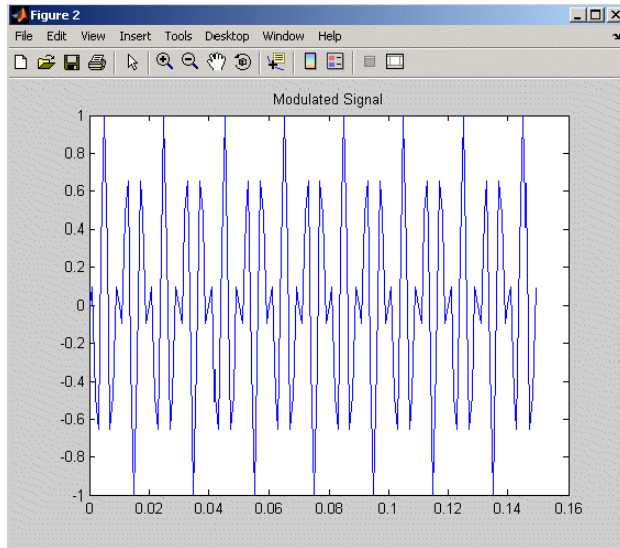 Figure 2
File Edit View Insert Tools Desktop Window Help
Modulated Signal
1
0.8
0.6
0.4
0.2
0
-0.2
-0.4
-0.6
-0.8
-1
0 0.02 0.04 0.06 0.08 0.1 0.12 0.14 0.16